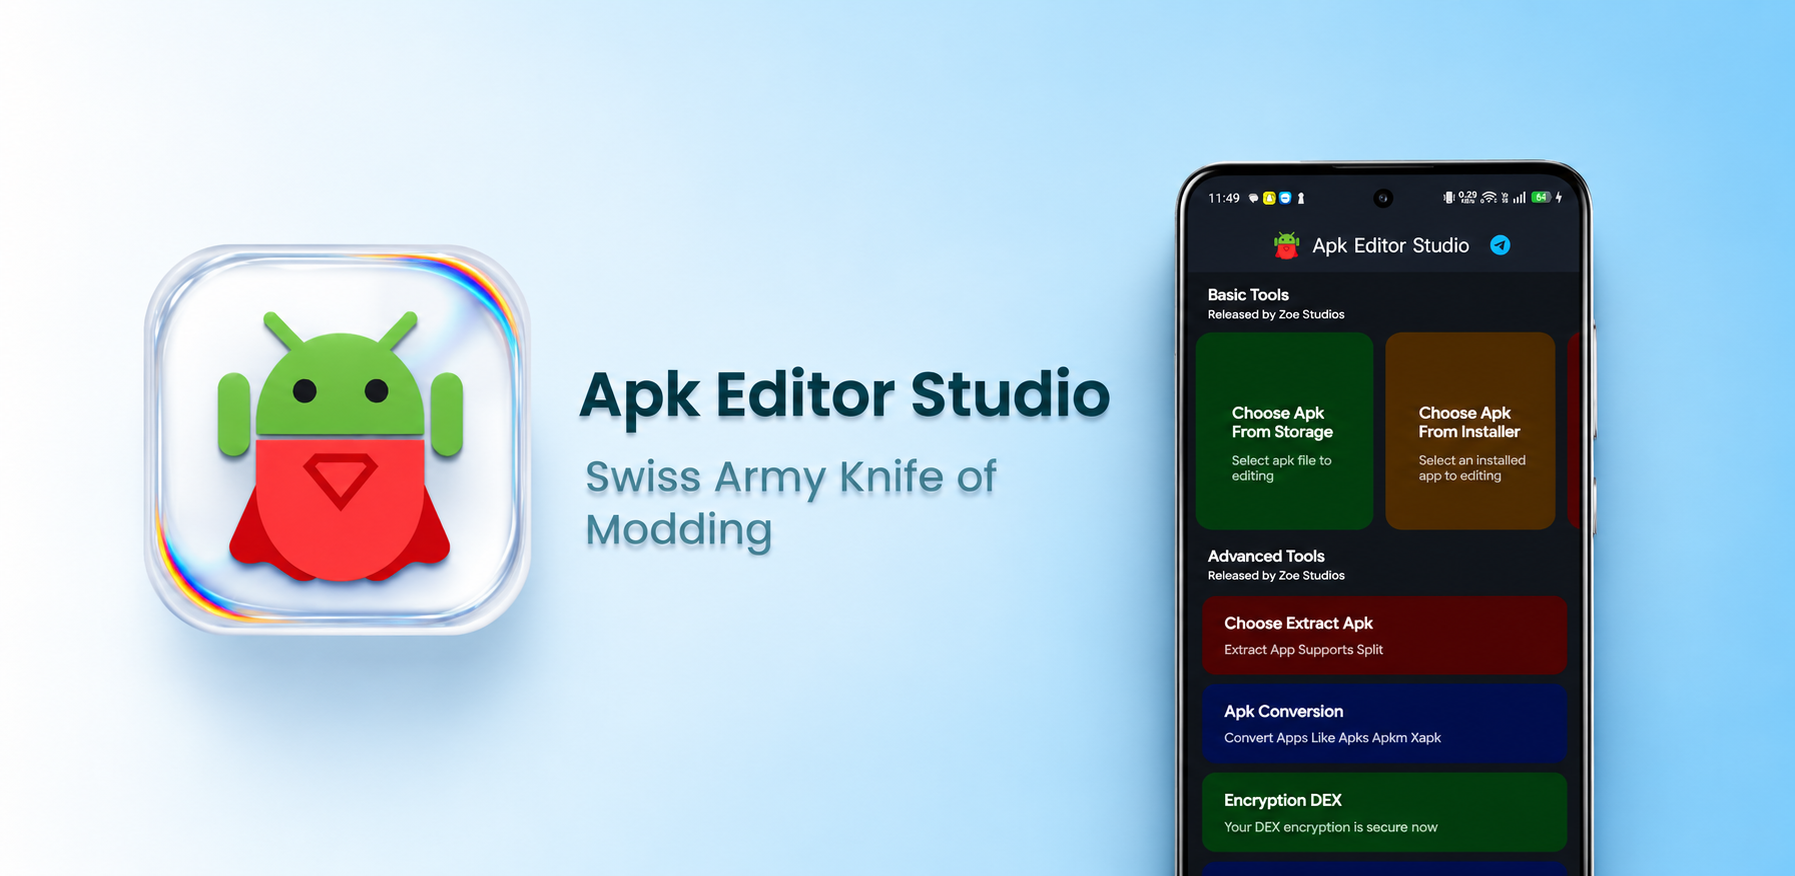 Apk Editor Studio
Swiss Army Knife of
Modding
11:49
0.29
64
Apk Editor Studio
Basic Tools
Released by Zoe Studios
Choose Apk
From Storage
Select apk file to
editing
Choose Apk
From Installer
Select an installed
app to editing
Advanced Tools
Released by Zoe Studios
Choose Extract Apk
Extract App Supports Split
Apk Conversion
Convert Apps Like Apks Apkm Xapk
Encryption DEX
Your DEX encryption is secure now